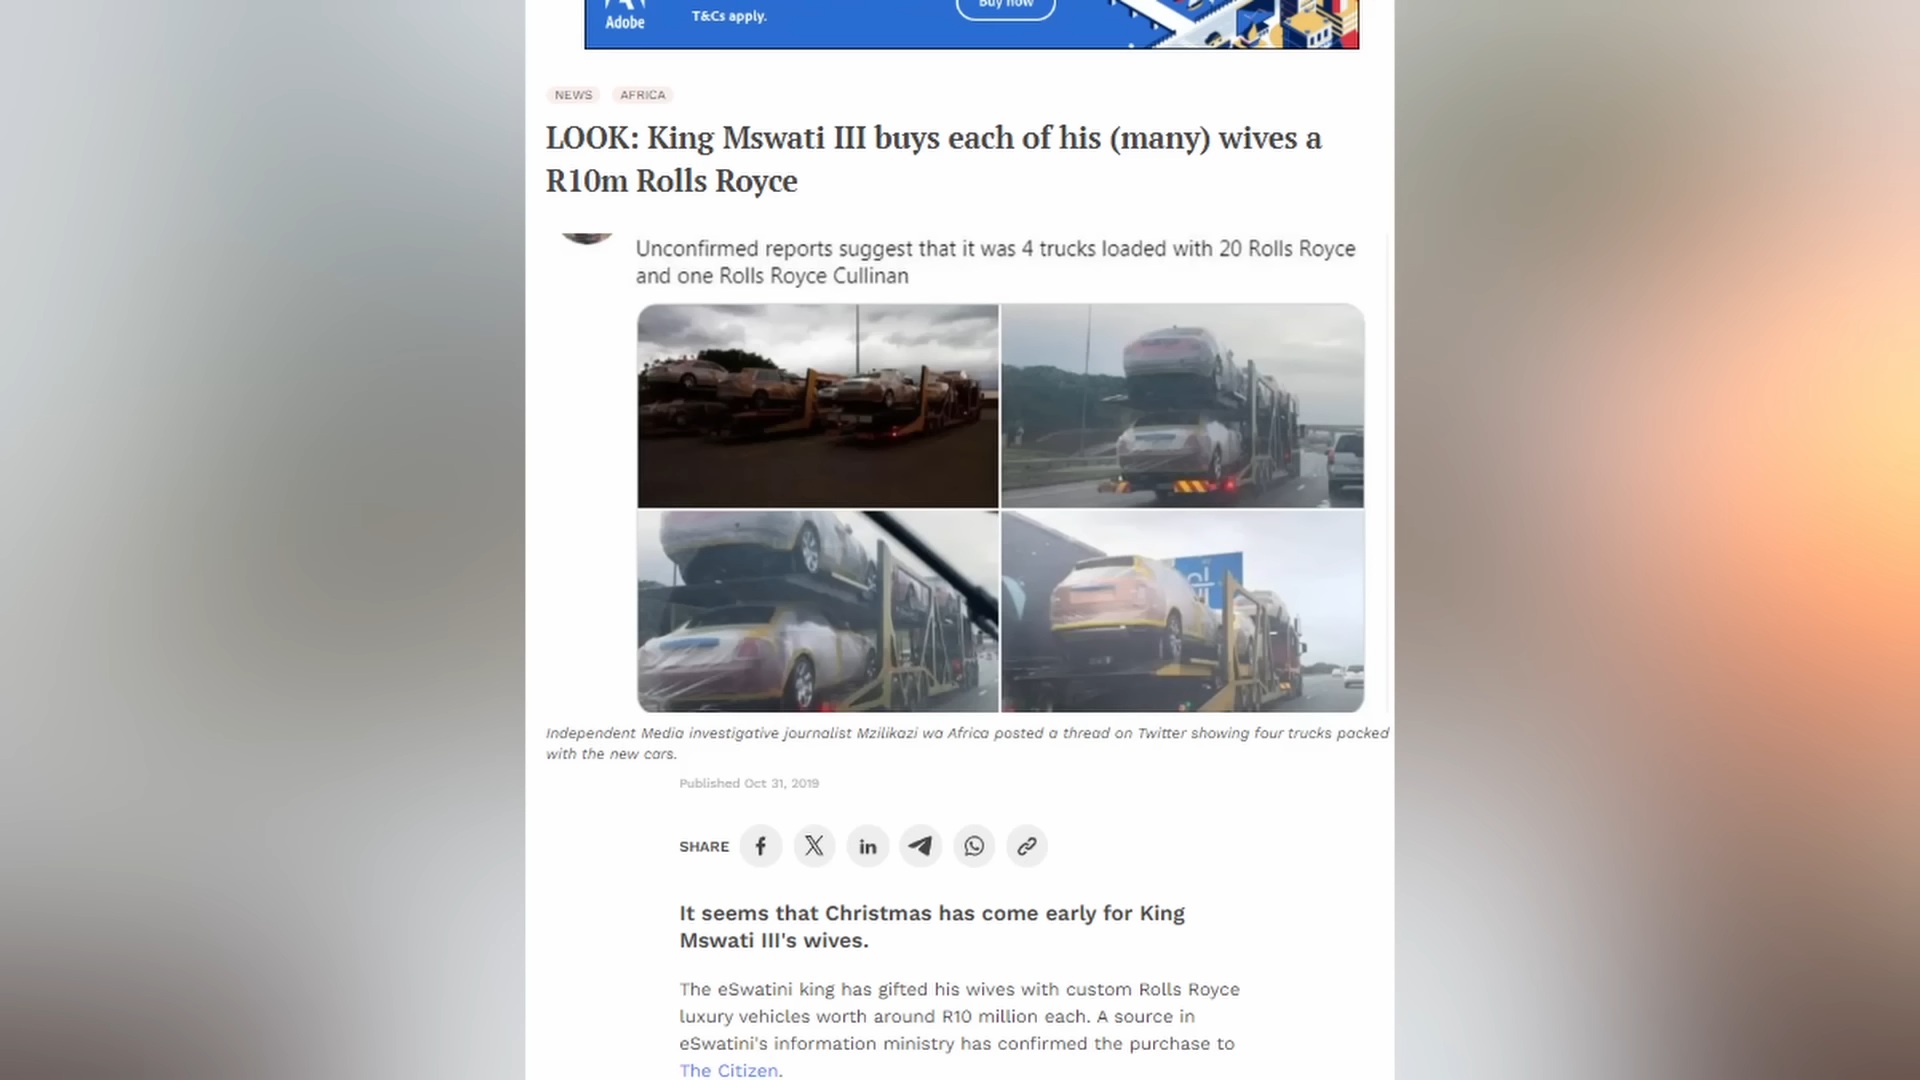 Adobe
T&Cs apply.
Buy now
NEWS AFRICA
LOOK: King Mswati III buys each of his (many) wives a
R10m Rolls Royce
Unconfirmed reports suggest that it was 4 trucks loaded with 20 Rolls Royce
and one Rolls Royce Cullinan
Independent Media investigative journalist Mzilikazi wa Africa posted a thread on Twitter showing four trucks packed
with the new cars.
Published Oct 31, 2019
SHARE
It seems that Christmas has come early for King
Mswati III's wives.
The eSwatini king has gifted his wives with custom Rolls Royce
luxury vehicles worth around R10 million each. A source in
eSwatini's information ministry has confirmed the purchase to
The Citizen.